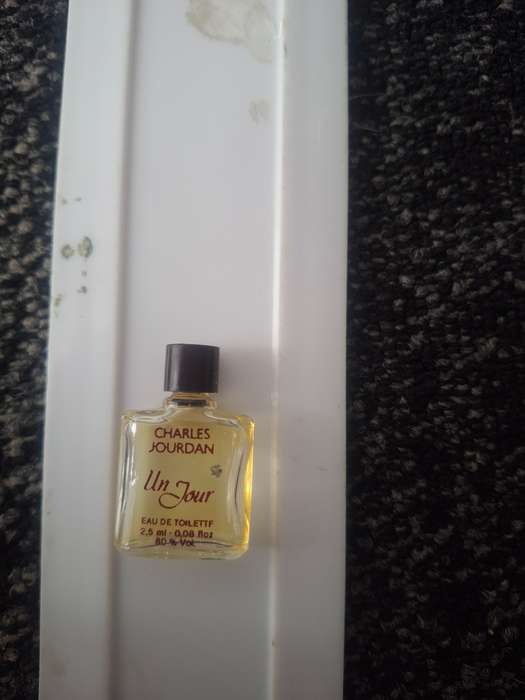 CHARLES
JOURDAN
Un Jour
EAU DE TOILETTE
2,5 ml - 0,08 floz
80 % Vol